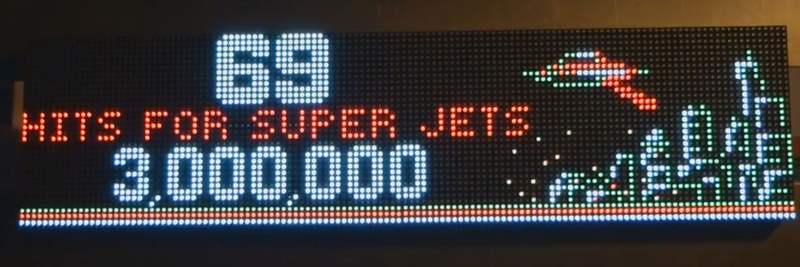 69
HITS FOR SUPER JETS
3,000,000